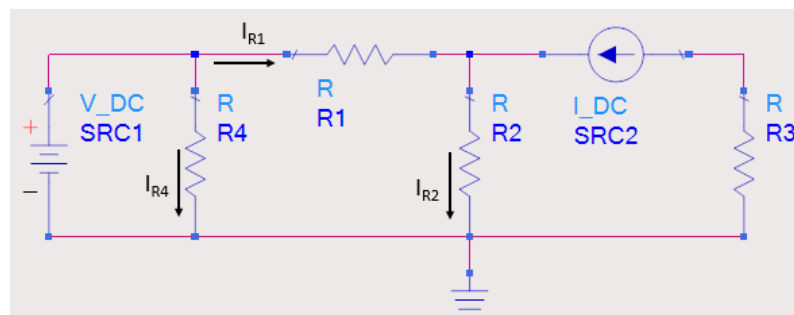 I_R1
V_DC
SRC1
R
R4
R
R1
R
R2
I_DC
SRC2
R
R3
+
−
I_R4
I_R2